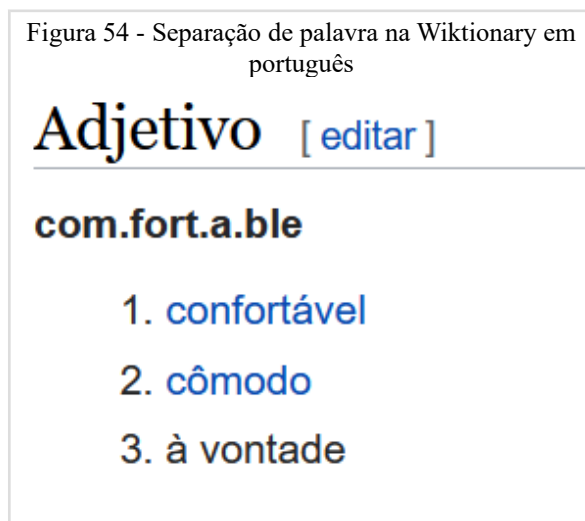 Figura 54 - Separação de palavra na Wiktionary em
português
Adjetivo [ editar ]
com.fort.a.ble
1. confortável
2. cômodo
3. à vontade